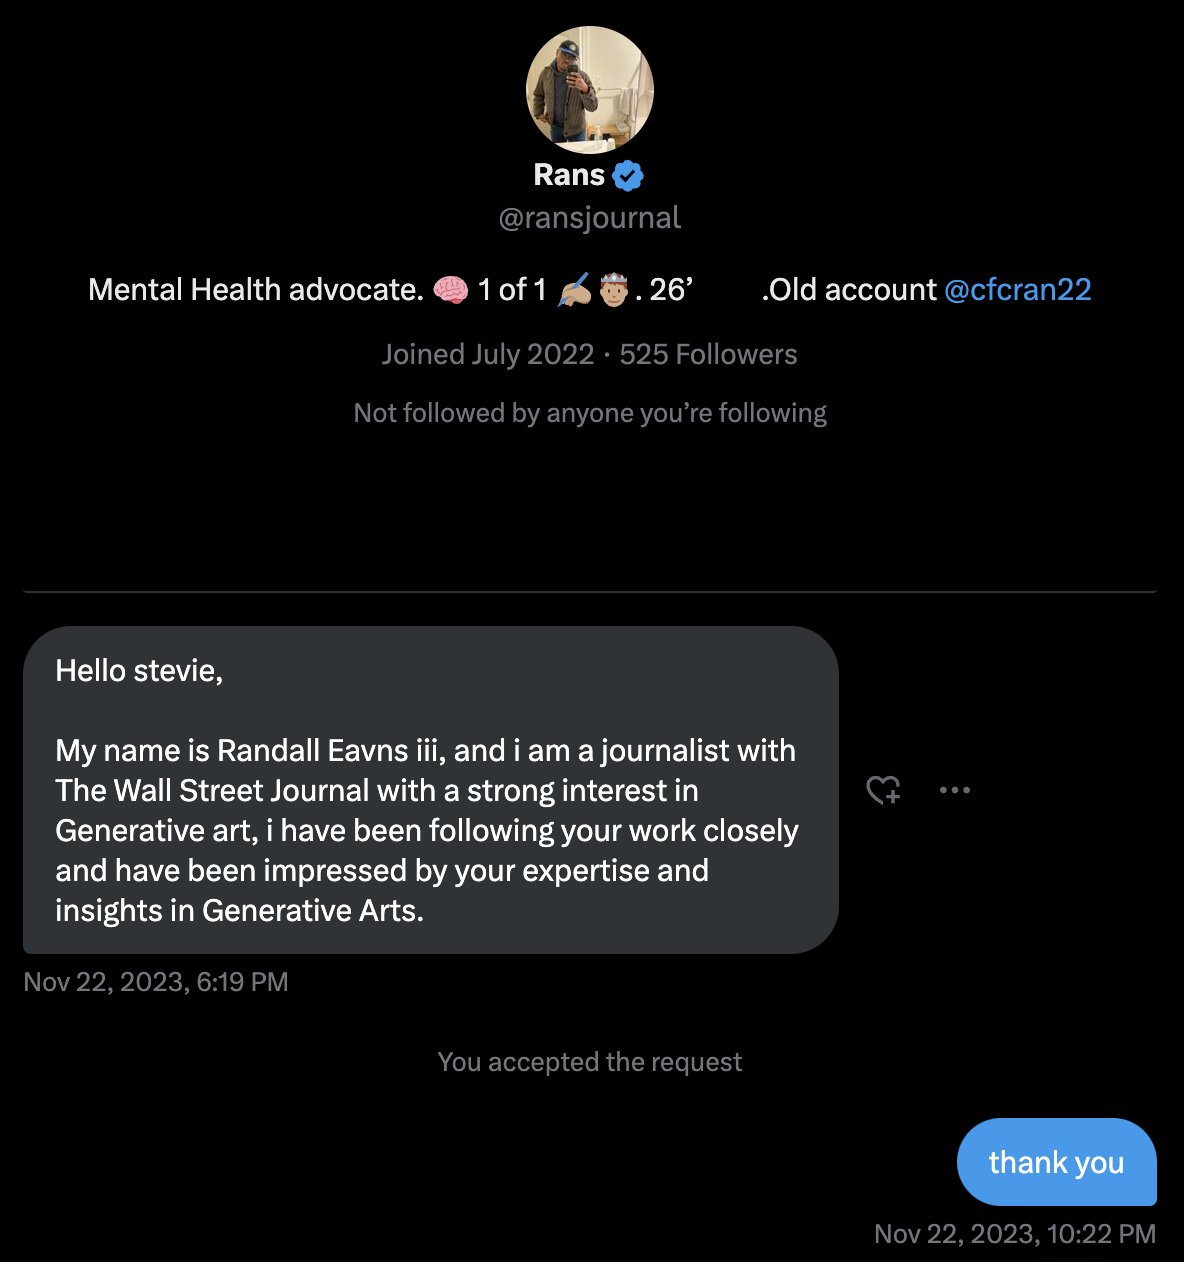 Rans
@ransjournal
Mental Health advocate. 🧠 1 of 1 ✍🏼🤴🏼. 26’ .Old account @cfcran22
Joined July 2022 · 525 Followers
Not followed by anyone you’re following
Hello stevie,
My name is Randall Eavns iii, and i am a journalist with
The Wall Street Journal with a strong interest in
Generative art, i have been following your work closely
and have been impressed by your expertise and
insights in Generative Arts.
Nov 22, 2023, 6:19 PM
You accepted the request
thank you
Nov 22, 2023, 10:22 PM